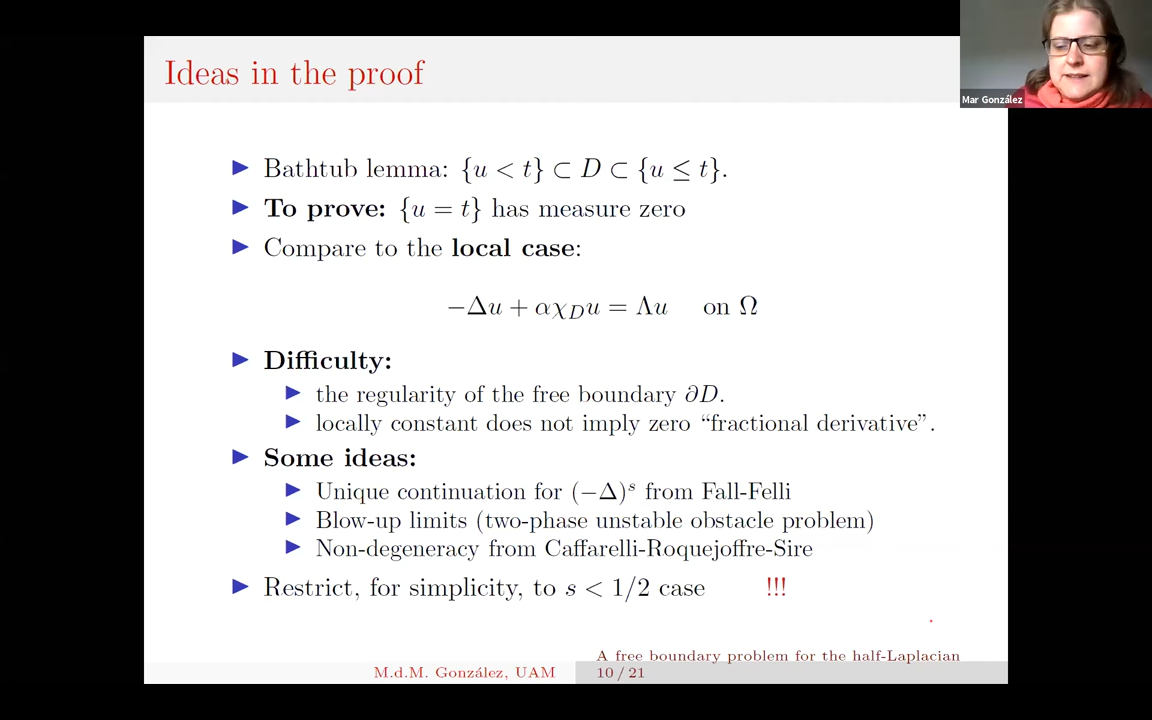 Ideas in the proof
Mar González
▶ Bathtub lemma: {u < t} ⊂ D ⊂ {u ≤ t}.
▶ To prove: {u = t} has measure zero
▶ Compare to the local case:
−Δu + αχ_D u = Λu on Ω
▶ Difficulty:
▶ the regularity of the free boundary ∂D.
▶ locally constant does not imply zero “fractional derivative”.
▶ Some ideas:
▶ Unique continuation for (−Δ)^s from Fall-Felli
▶ Blow-up limits (two-phase unstable obstacle problem)
▶ Non-degeneracy from Caffarelli-Roquejoffre-Sire
▶ Restrict, for simplicity, to s < 1/2 case !!!
A free boundary problem for the half-Laplacian
M.d.M. González, UAM 10 / 21